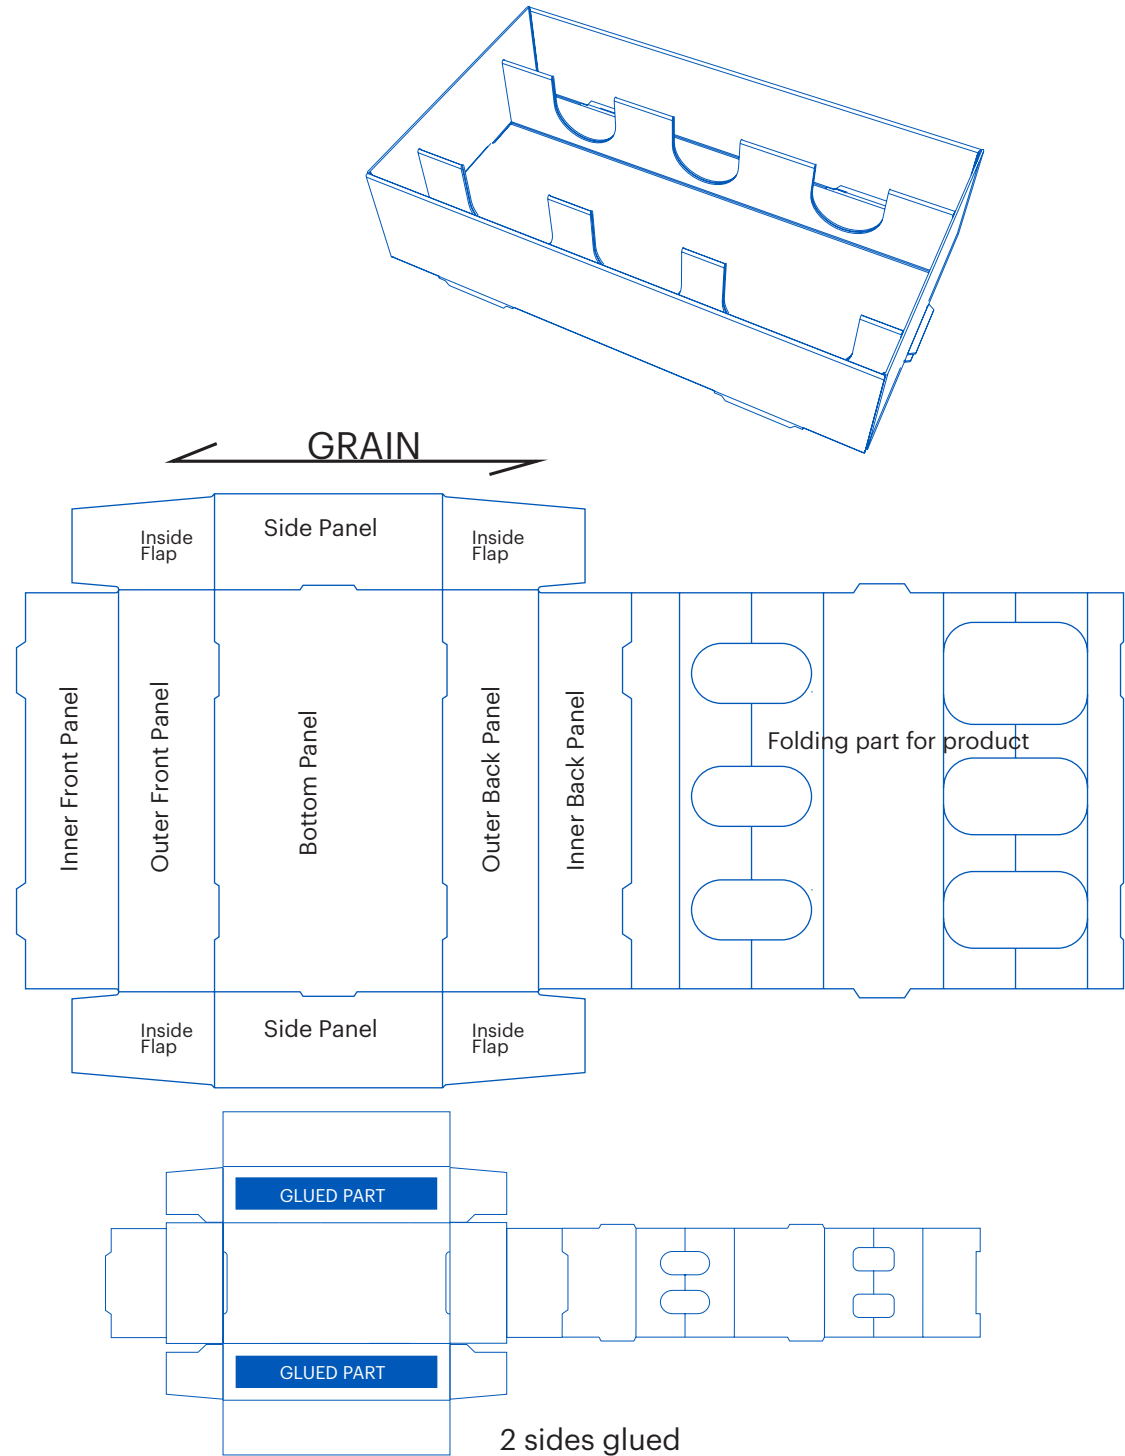 GRAIN
Side Panel
Inside
Flap
Inside
Flap
Inner Front Panel
Outer Front Panel
Bottom Panel
Outer Back Panel
Inner Back Panel
Folding part for product
Inside
Flap
Side Panel
Inside
Flap
GLUED PART
GLUED PART
2 sides glued